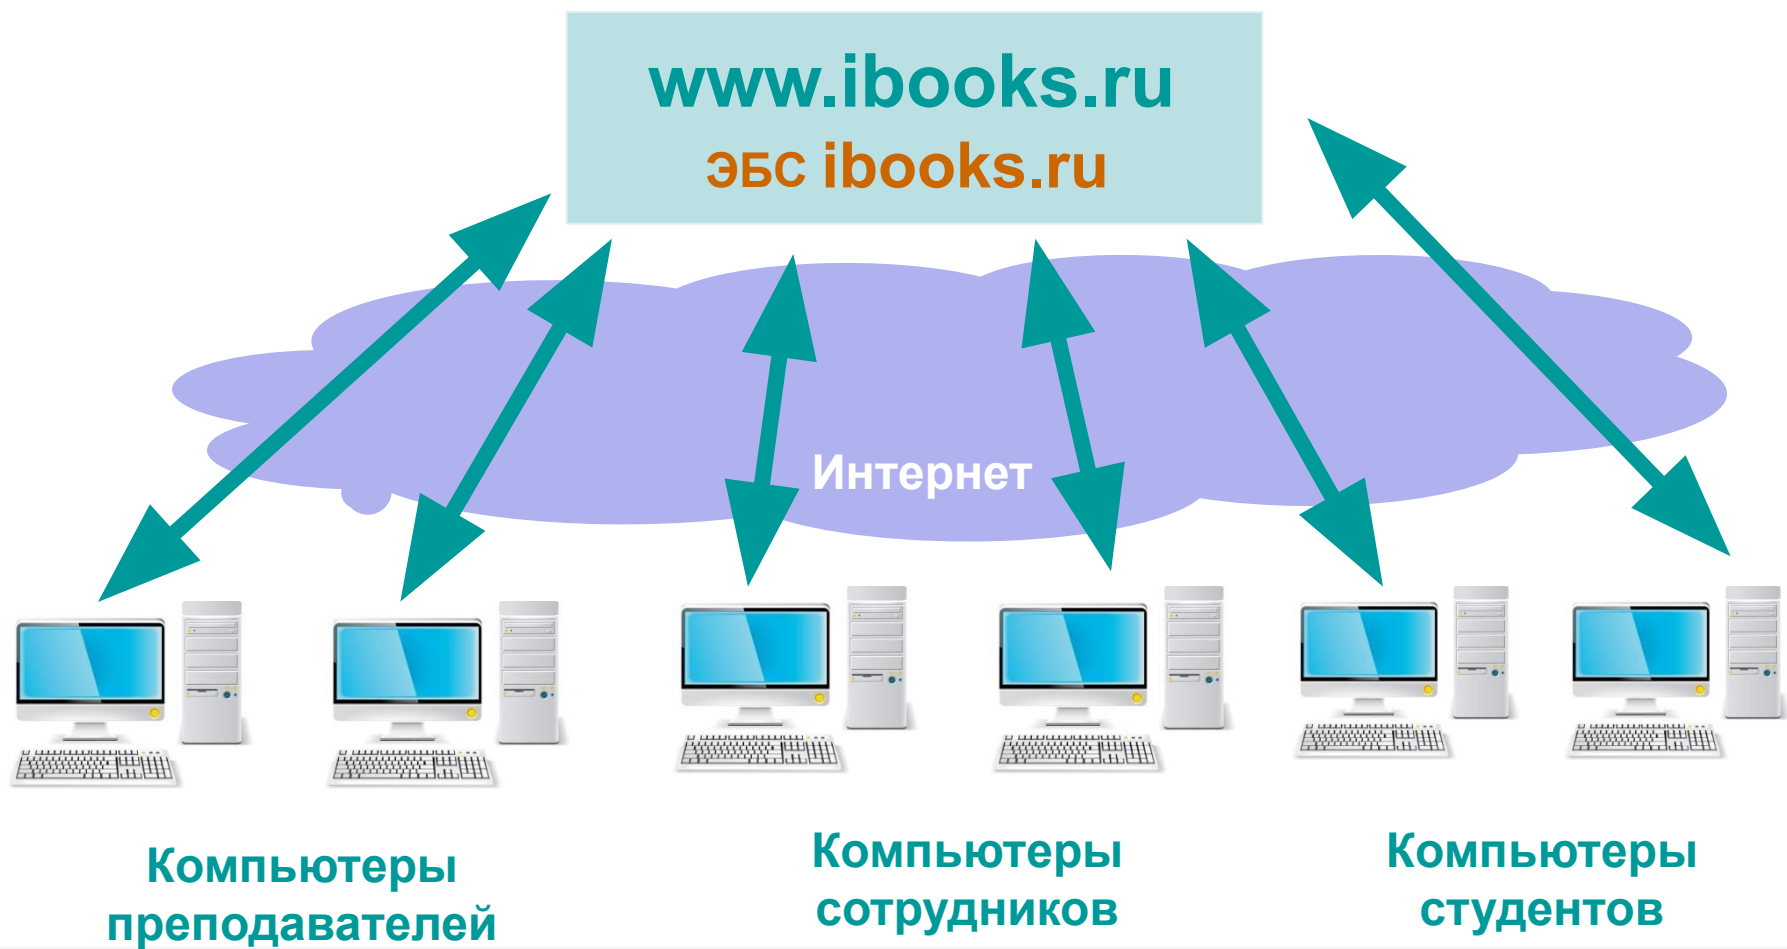 www.ibooks.ru
ЭБС ibooks.ru
Интернет
Компьютеры
преподавателей
Компьютеры
сотрудников
Компьютеры
студентов